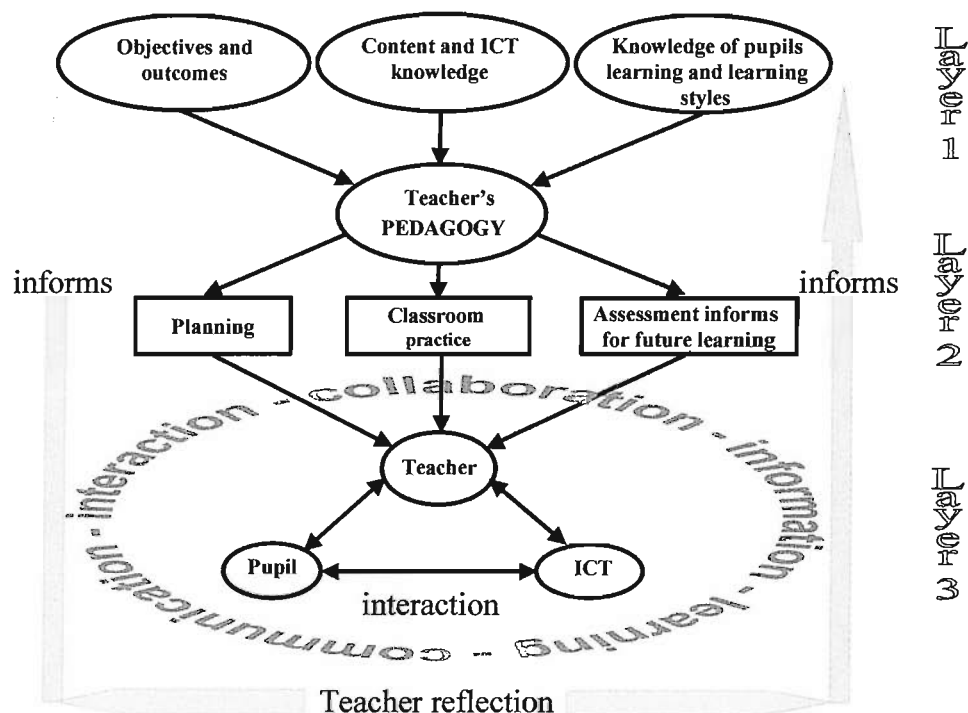 Objectives and
outcomes
Content and ICT
knowledge
Knowledge of pupils
learning and learning
styles
Layer 1
Teacher's
PEDAGOGY
informs
informs
Layer 2
Planning
Classroom
practice
Assessment informs
for future learning
communication - interaction - collaboration - information - learning -
Teacher
Layer 3
Pupil
ICT
interaction
Teacher reflection